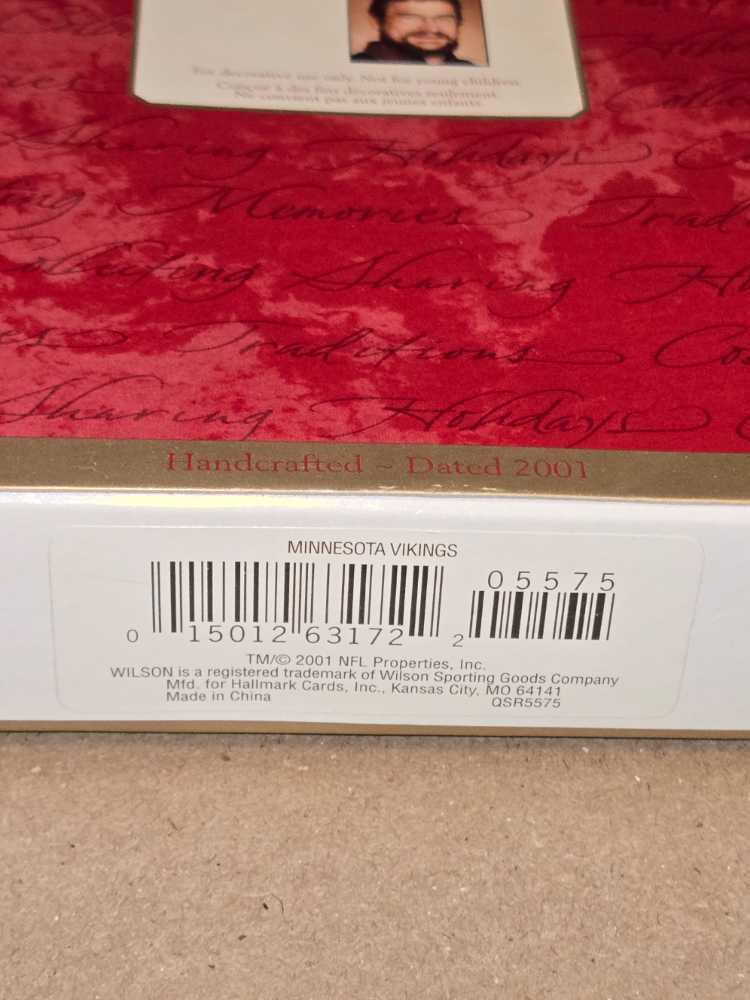 For decorative use only. Not for young children.
Conçue à des fins décoratives seulement.
Ne convient pas aux jeunes enfants.
Sharing Holidays
Memories Trad
Collecting Sharing H
Traditions
Sharing Holidays
Handcrafted ~ Dated 2001
MINNESOTA VIKINGS
05575
0 15012 63172 2
TM/© 2001 NFL Properties, Inc.
WILSON is a registered trademark of Wilson Sporting Goods Company
Mfd. for Hallmark Cards, Inc., Kansas City, MO 64141
Made in China QSR5575